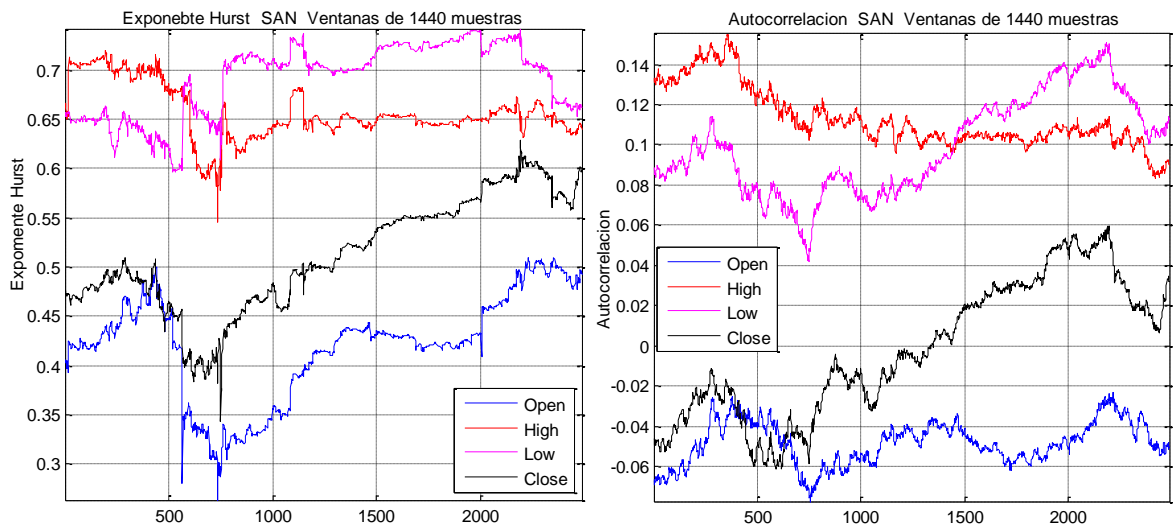 Exponebte Hurst SAN Ventanas de 1440 muestras
0.7
0.65
0.6
0.55
0.5
0.45
0.4
0.35
0.3
Expomente Hurst
500
1000
1500
2000
Open
High
Low
Close
Autocorrelacion SAN Ventanas de 1440 muestras
0.14
0.12
0.1
0.08
0.06
0.04
0.02
0
-0.02
-0.04
-0.06
Autocorrelacion
500
1000
1500
2000
Open
High
Low
Close